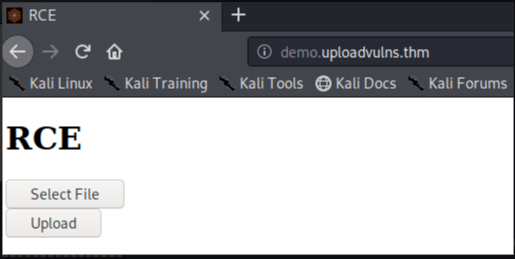 RCE
demo.uploadvulns.thm
Kali Linux Kali Training Kali Tools Kali Docs Kali Forums
RCE
Select File
Upload